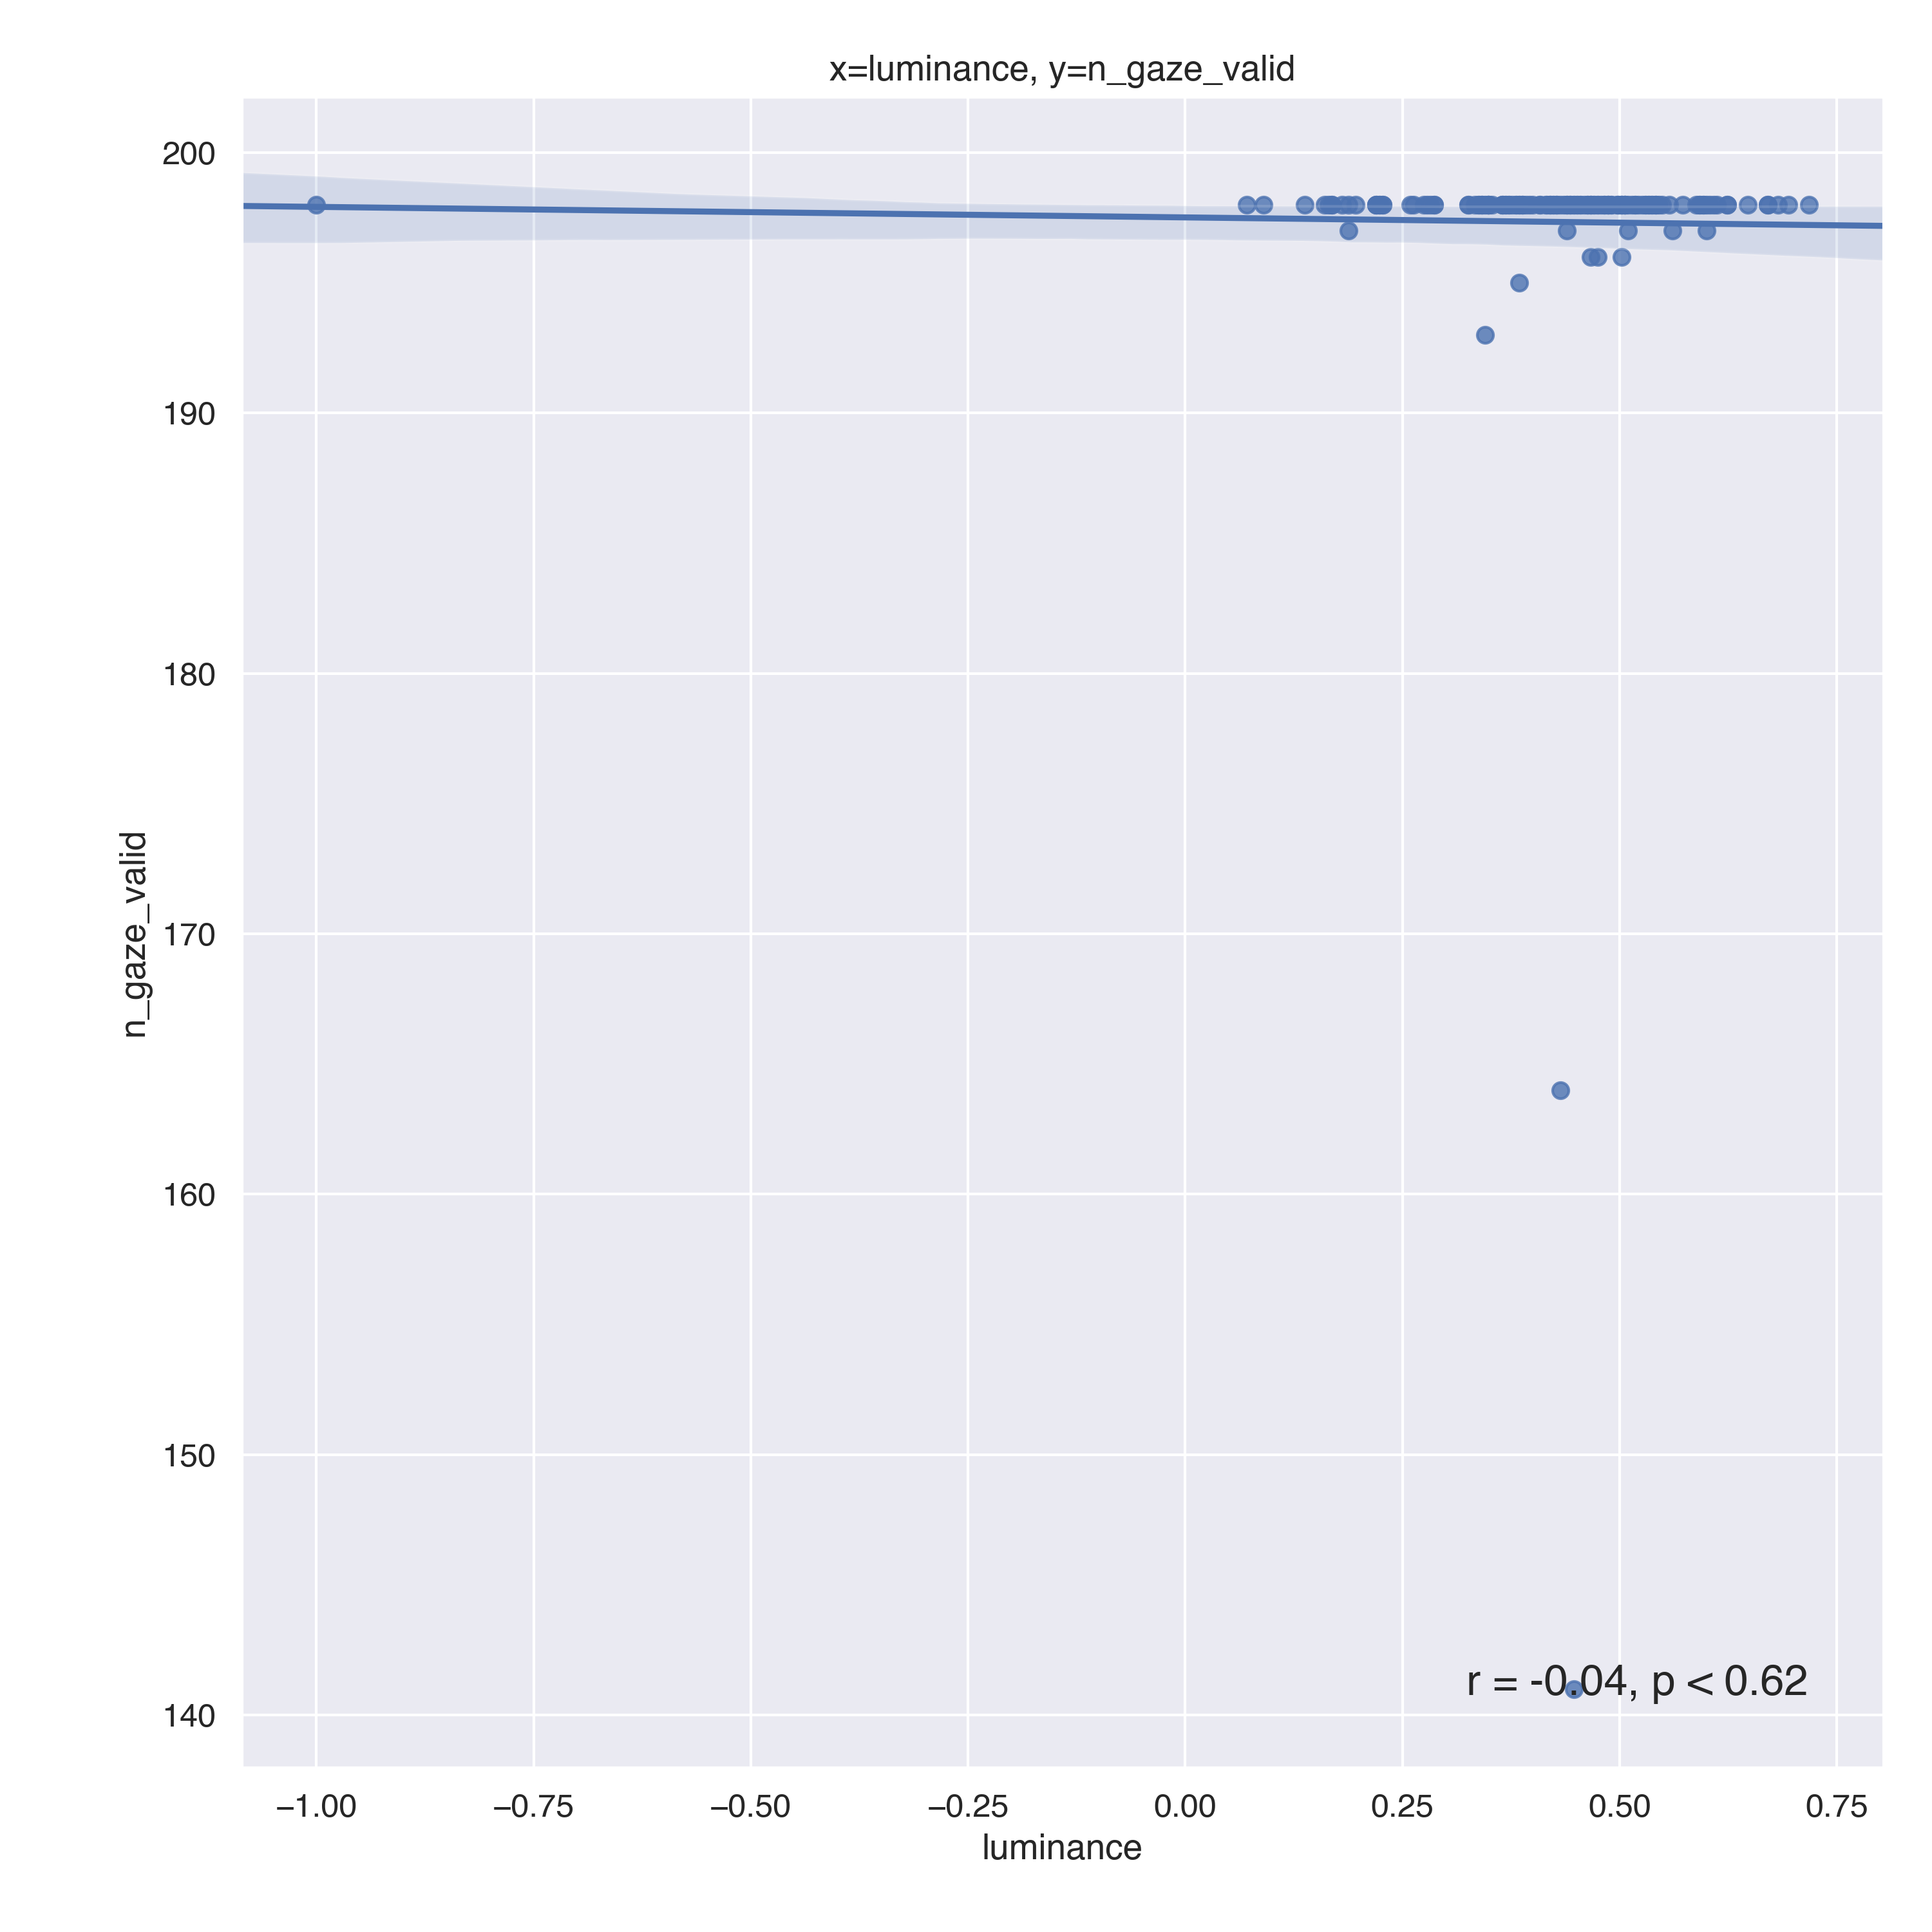 x=luminance, y=n_gaze_valid
200
190
180
170
160
150
140
n_gaze_valid
r = -0.04, p < 0.62
−1.00 −0.75 −0.50 −0.25 0.00 0.25 0.50 0.75
luminance